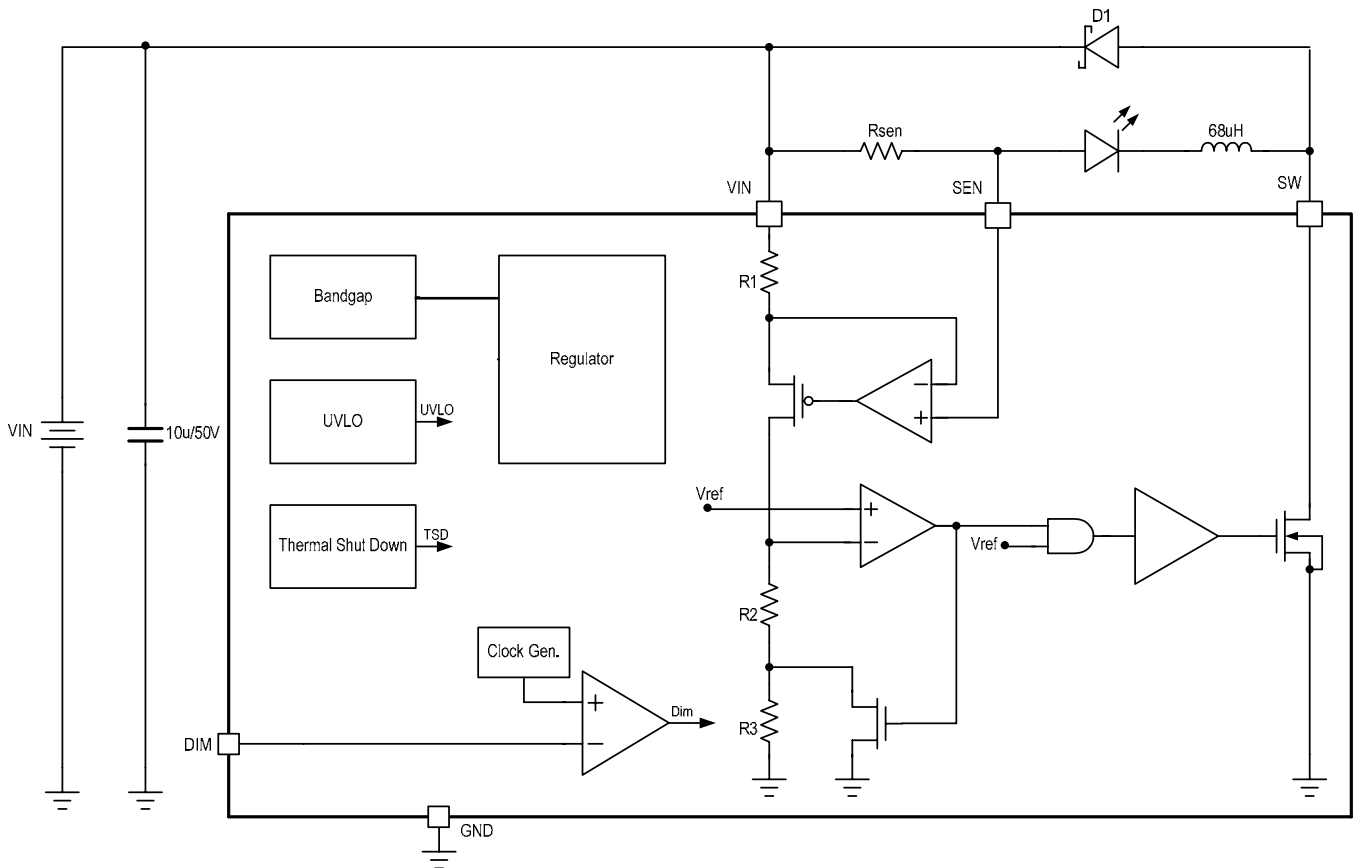 D1
Rsen
68uH
VIN
SEN
SW
R1
Bandgap
Regulator
UVLO
UVLO
VIN
10u/50V
Vref
Thermal Shut Down
TSD
Vref
R2
Clock Gen.
Dim
R3
DIM
GND